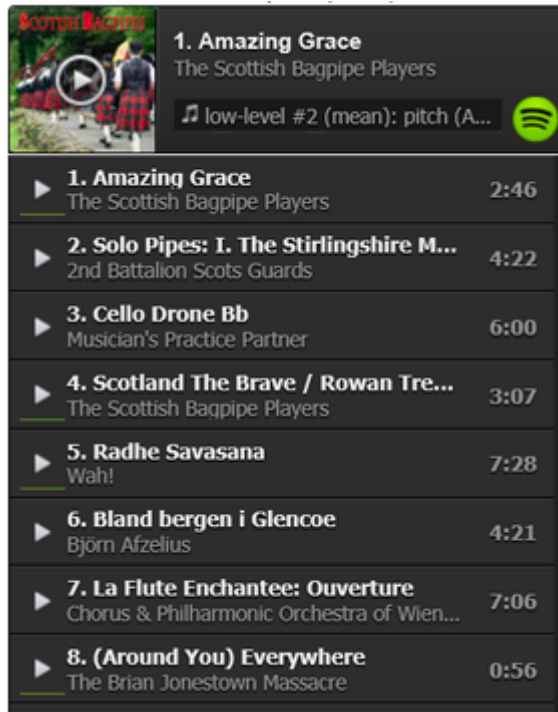 SCOTTISH BAGPIPES
1. Amazing Grace
The Scottish Bagpipe Players
low-level #2 (mean): pitch (A...
1. Amazing Grace
The Scottish Bagpipe Players
2:46
2. Solo Pipes: I. The Stirlingshire M...
2nd Battalion Scots Guards
4:22
3. Cello Drone Bb
Musician's Practice Partner
6:00
4. Scotland The Brave / Rowan Tre...
The Scottish Bagpipe Players
3:07
5. Radhe Savasana
Wah!
7:28
6. Bland bergen i Glencoe
Björn Afzelius
4:21
7. La Flute Enchantee: Ouverture
Chorus & Philharmonic Orchestra of Wien...
7:06
8. (Around You) Everywhere
The Brian Jonestown Massacre
0:56